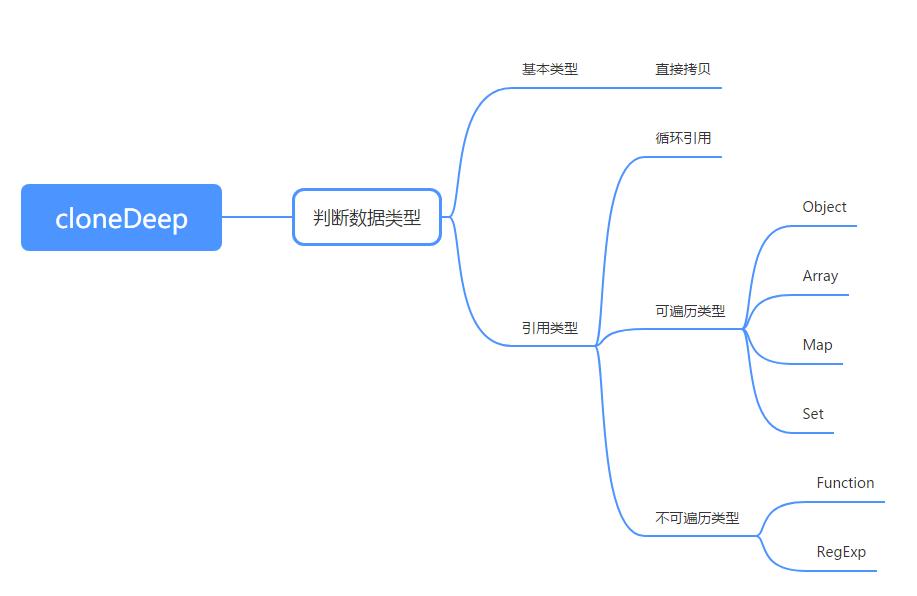 cloneDeep
判断数据类型
基本类型
直接拷贝
引用类型
循环引用
可遍历类型
Object
Array
Map
Set
不可遍历类型
Function
RegExp